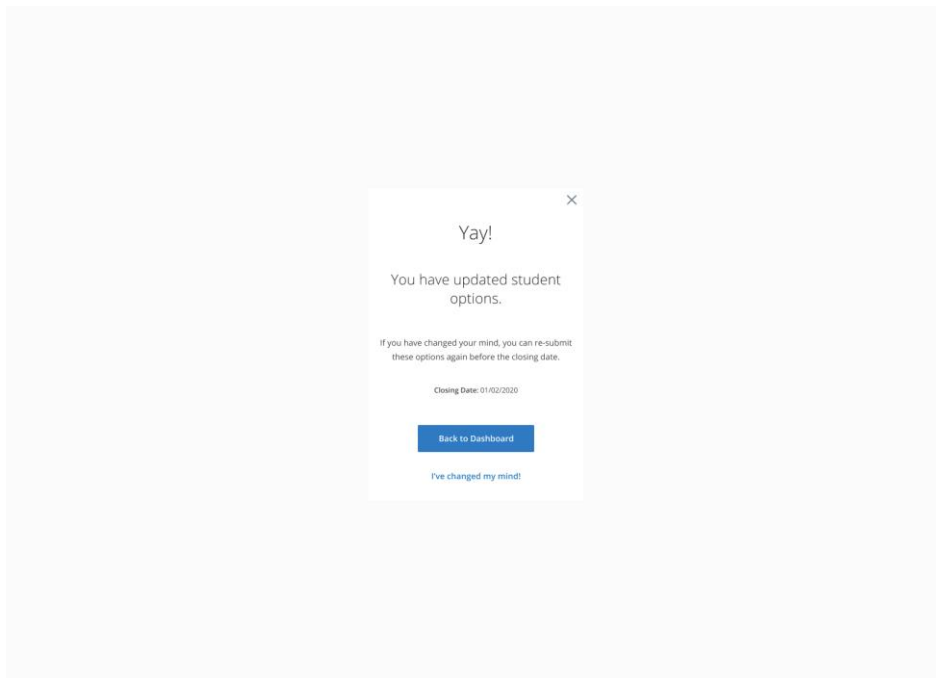 Yay!
You have updated student
options.
If you have changed your mind, you can re-submit
these options again before the closing date.
Closing Date: 01/02/2020
Back to Dashboard
I've changed my mind!